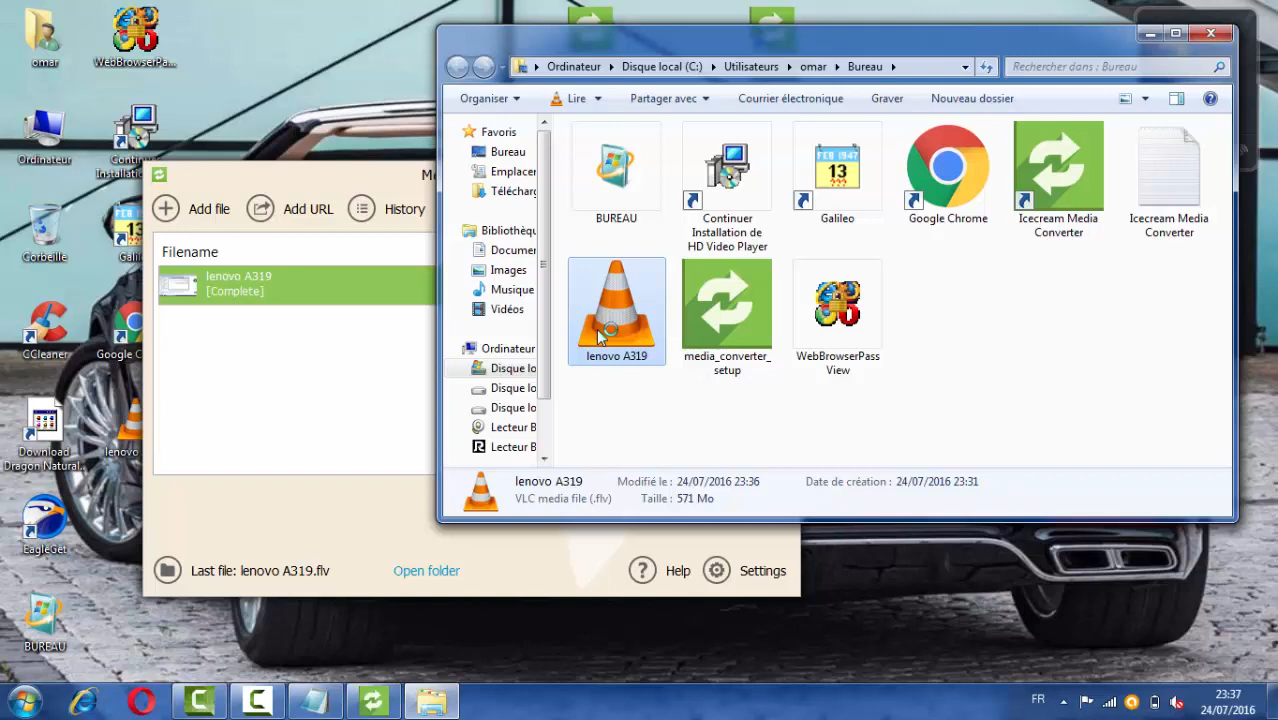 omar
WebBrowserPa...
Ordinateur
Continuer
Installation
Corbeille
CCleaner
Download
Dragon Natural...
lenovo
EagleGet
BUREAU
Add file
Add URL
History
Filename
lenovo A319
[Complete]
Last file: lenovo A319.flv
Open folder
Help
Settings
Ordinateur
Disque local (C:)
Utilisateurs
omar
Bureau
Rechercher dans : Bureau
Organiser
Lire
Partager avec
Courrier électronique
Graver
Nouveau dossier
Favoris
Bureau
Emplacer
Télécharg
Bibliothèqu
Documer
Images
Musique
Vidéos
Ordinateur
Disque lo
Disque lo
Disque lo
Lecteur B
Lecteur B
BUREAU
Continuer
Installation de
HD Video Player
FEB 1947
13
Galileo
Google Chrome
Icecream Media
Converter
Icecream Media
Converter
lenovo A319
media_converter_
setup
WebBrowserPass
View
lenovo A319
Modifié le : 24/07/2016 23:36
Date de création : 24/07/2016 23:31
VLC media file (.flv)
Taille : 571 Mo
FR
23:37
24/07/2016